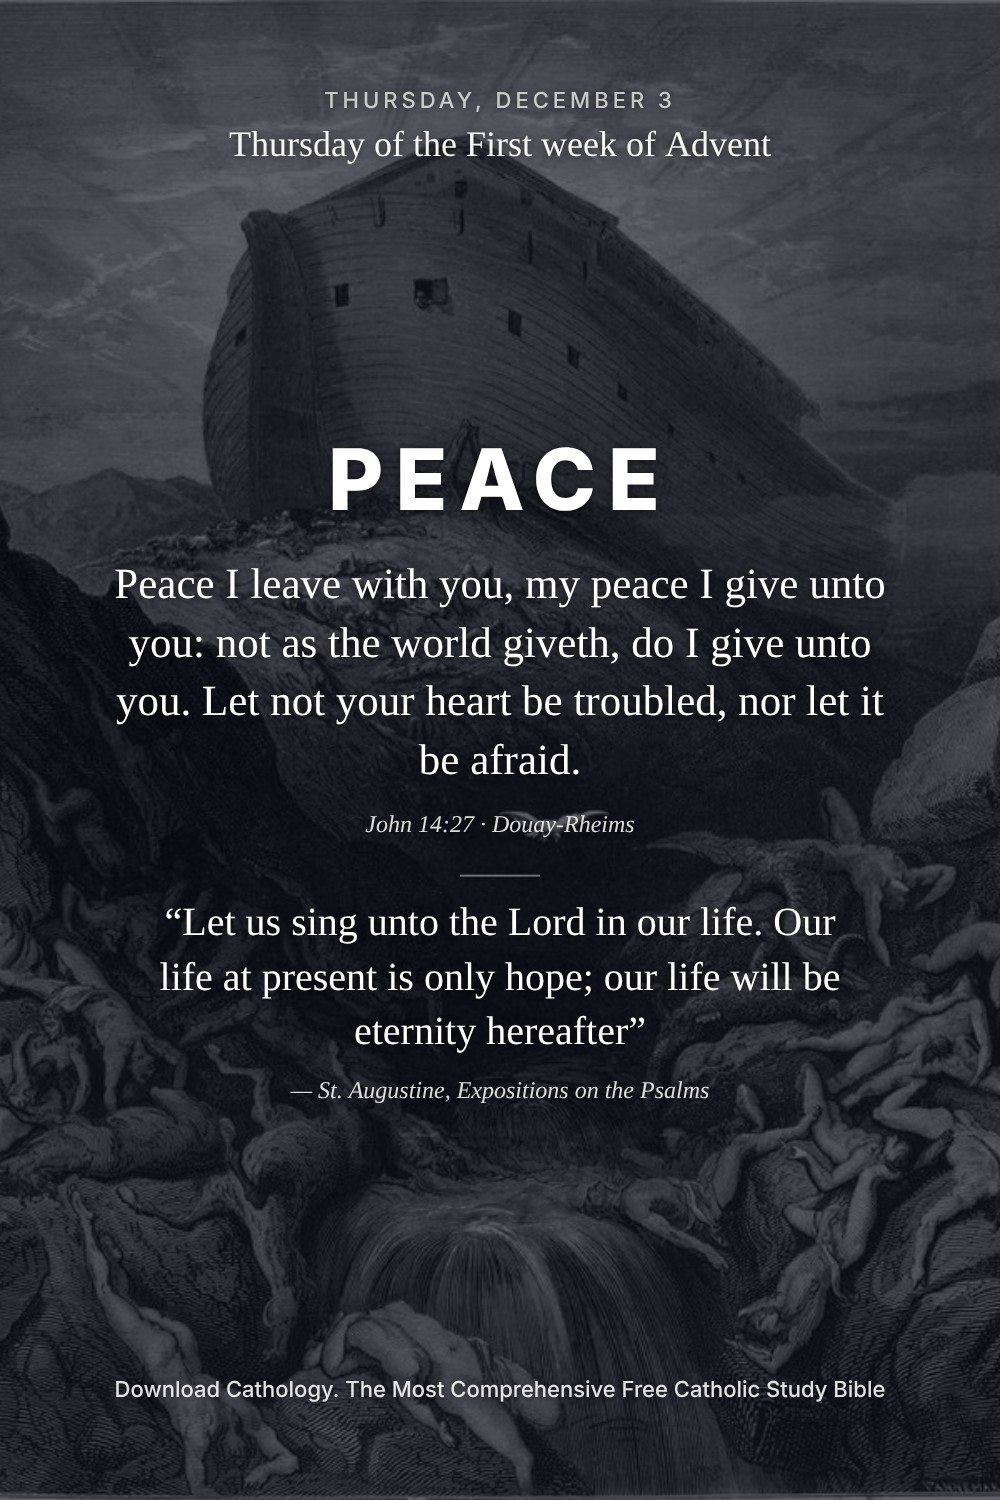 THURSDAY, DECEMBER 3
Thursday of the First week of Advent
PEACE
Peace I leave with you, my peace I give unto
you: not as the world giveth, do I give unto
you. Let not your heart be troubled, nor let it
be afraid.
John 14:27 · Douay-Rheims
“Let us sing unto the Lord in our life. Our
life at present is only hope; our life will be
eternity hereafter”
— St. Augustine, Expositions on the Psalms
Download Cathology. The Most Comprehensive Free Catholic Study Bible